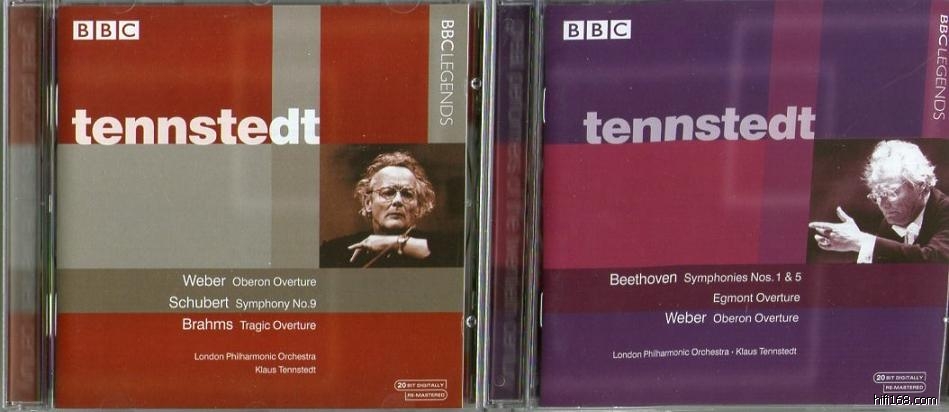 BBC
BBC LEGENDS
tennstedt
Weber Oberon Overture
Schubert Symphony No.9
Brahms Tragic Overture
London Philharmonic Orchestra
Klaus Tennstedt
20 BIT DIGITALLY
RE-MASTERED
BBC
BBC LEGENDS
tennstedt
Beethoven Symphonies Nos. 1 & 5
Egmont Overture
Weber Oberon Overture
London Philharmonic Orchestra · Klaus Tennstedt
20 BIT DIGITALLY
RE-MASTERED
hifi168.com